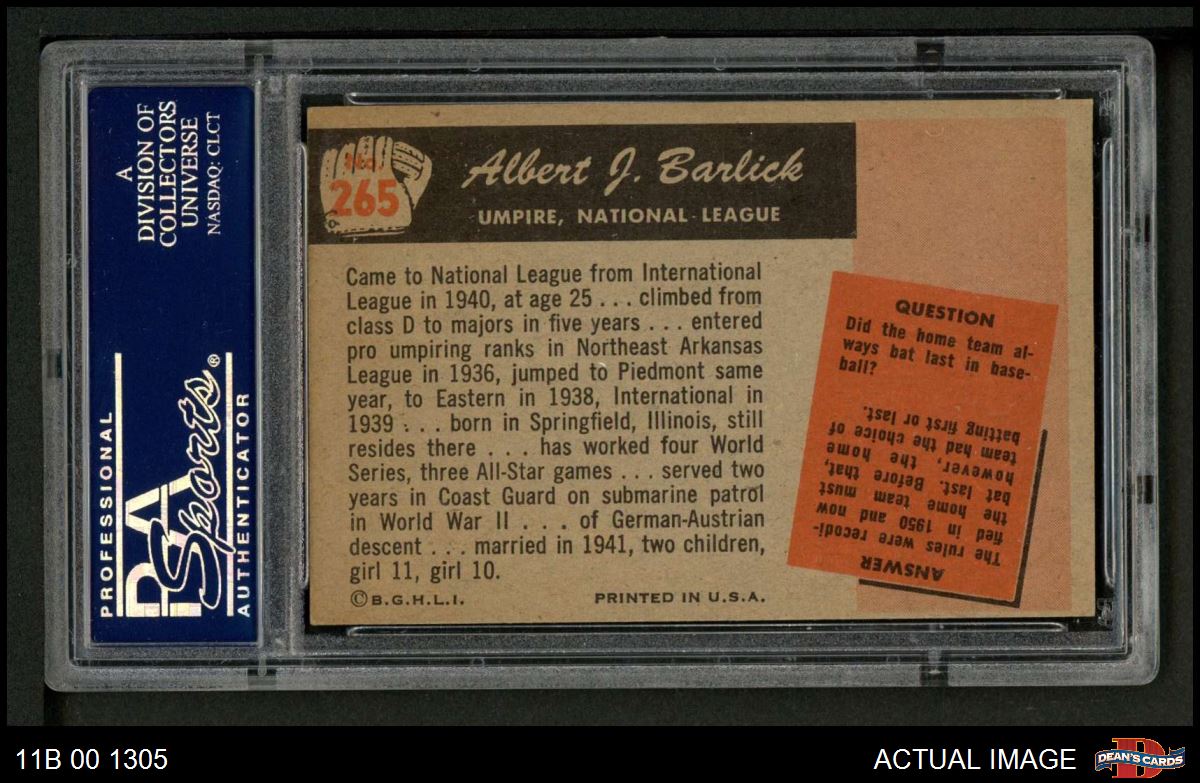 A
DIVISION OF
COLLECTORS
UNIVERSE
NASDAQ: CLCT
PROFESSIONAL
PSA
Sports®
AUTHENTICATOR
No.
265
Albert J. Barlick
UMPIRE, NATIONAL LEAGUE
Came to National League from International
League in 1940, at age 25 . . . climbed from
class D to majors in five years . . . entered
pro umpiring ranks in Northeast Arkansas
League in 1936, jumped to Piedmont same
year, to Eastern in 1938, International in
1939 . . . born in Springfield, Illinois, still
resides there . . . has worked four World
Series, three All-Star games . . . served two
years in Coast Guard on submarine patrol
in World War II . . . of German-Austrian
descent . . . married in 1941, two children,
girl 11, girl 10.
©B.G.H.L.I.
PRINTED IN U.S.A.
QUESTION
Did the home team al-
ways bat last in base-
ball?
ANSWER
The rules were recodi-
fied in 1950 and now
the home team must
bat last. Before that,
however, the home
team had the choice of
batting first or last.
11B 00 1305
ACTUAL IMAGE
D
DEAN'S CARDS